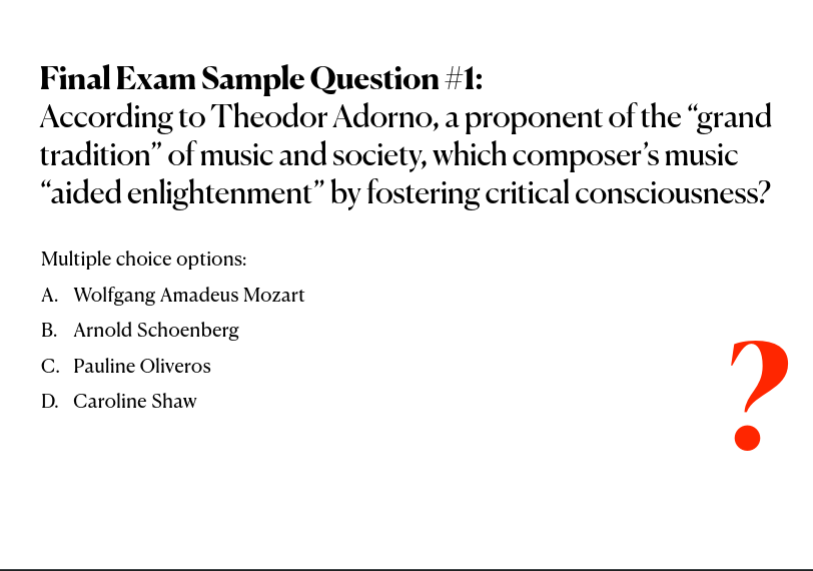 Final Exam Sample Question #1:
According to Theodor Adorno, a proponent of the “grand
tradition” of music and society, which composer’s music
“aided enlightenment” by fostering critical consciousness?
Multiple choice options:
A. Wolfgang Amadeus Mozart
B. Arnold Schoenberg
C. Pauline Oliveros
D. Caroline Shaw
?